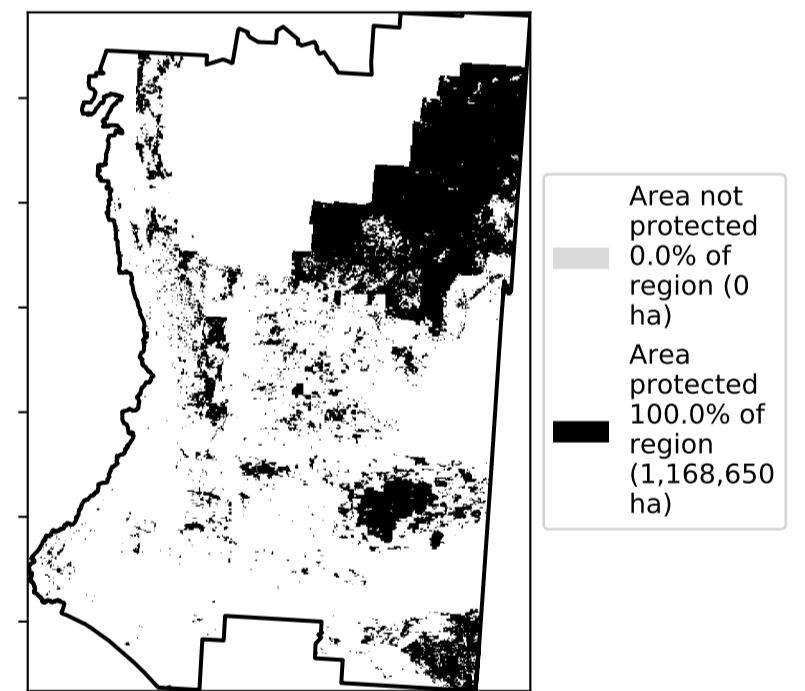 Area not
protected
0.0% of
region (0
ha)
Area
protected
100.0% of
region
(1,168,650
ha)